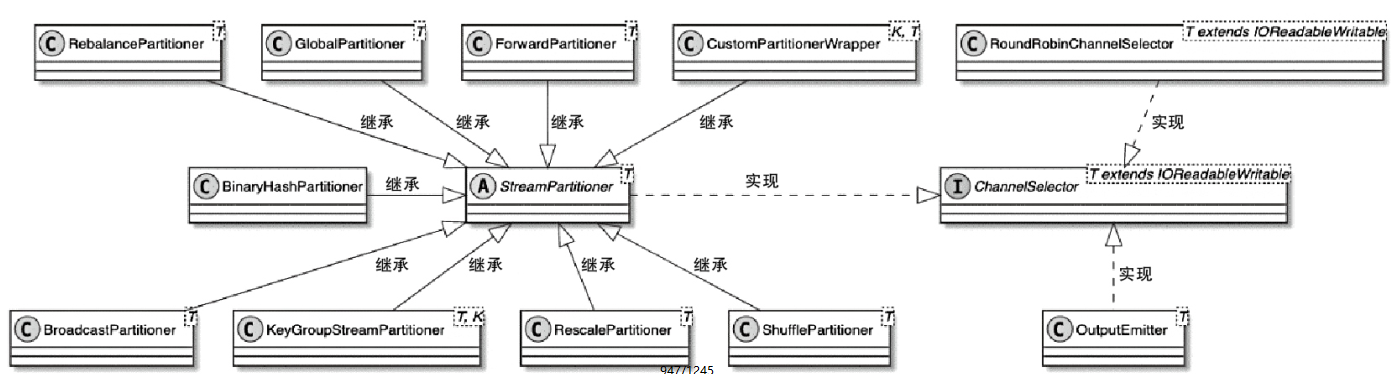 C RebalancePartitioner T
C GlobalPartitioner T
C ForwardPartitioner T
C CustomPartitionerWrapper K, T
C RoundRobinChannelSelector T extends IOReadableWritable
继承
继承
继承
继承
实现
C BinaryHashPartitioner
继承
A StreamPartitioner T
实现
I ChannelSelector T extends IOReadableWritable
继承
继承
继承
继承
实现
C BroadcastPartitioner T
C KeyGroupStreamPartitioner T, K
C RescalePartitioner T
C ShufflePartitioner T
C OutputEmitter T
947/1245